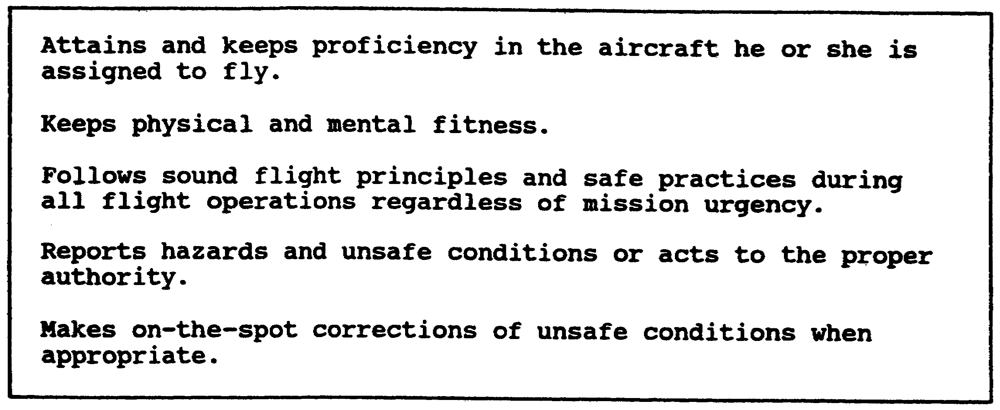 Attains and keeps proficiency in the aircraft he or she is
assigned to fly.
Keeps physical and mental fitness.
Follows sound flight principles and safe practices during
all flight operations regardless of mission urgency.
Reports hazards and unsafe conditions or acts to the proper
authority.
Makes on-the-spot corrections of unsafe conditions when
appropriate.